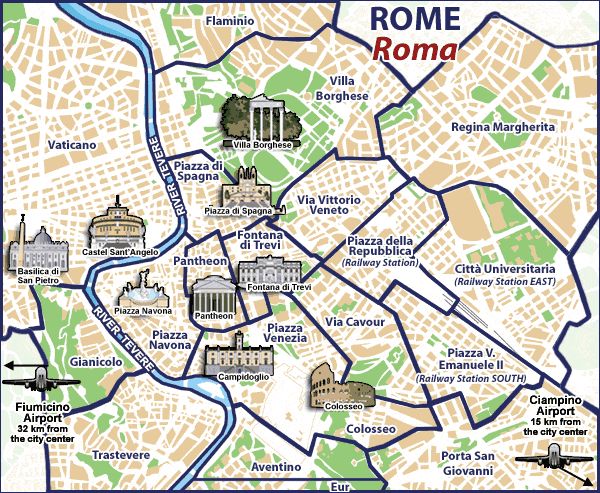 ROME
Roma
Flaminio
Villa
Borghese
Regina Margherita
Vaticano
Villa Borghese
RIVER TEVERE
Piazza di
Spagna
Piazza di Spagna
Via Vittorio
Veneto
Castel Sant'Angelo
Fontana
di Trevi
Piazza della
Repubblica
(Railway Station)
Città Universitaria
(Railway Station EAST)
Basilica di
San Pietro
Pantheon
Fontana di Trevi
Piazza Navona
Pantheon
RIVER TEVERE
Piazza
Navona
Piazza
Venezia
Via Cavour
Gianicolo
Campidoglio
Piazza V.
Emanuele II
(Railway Station SOUTH)
Colosseo
Fiumicino
Airport
32 km from
the city center
Ciampino
Airport
15 km from
the city center
Colosseo
Trastevere
Aventino
Porta San
Giovanni
Eur